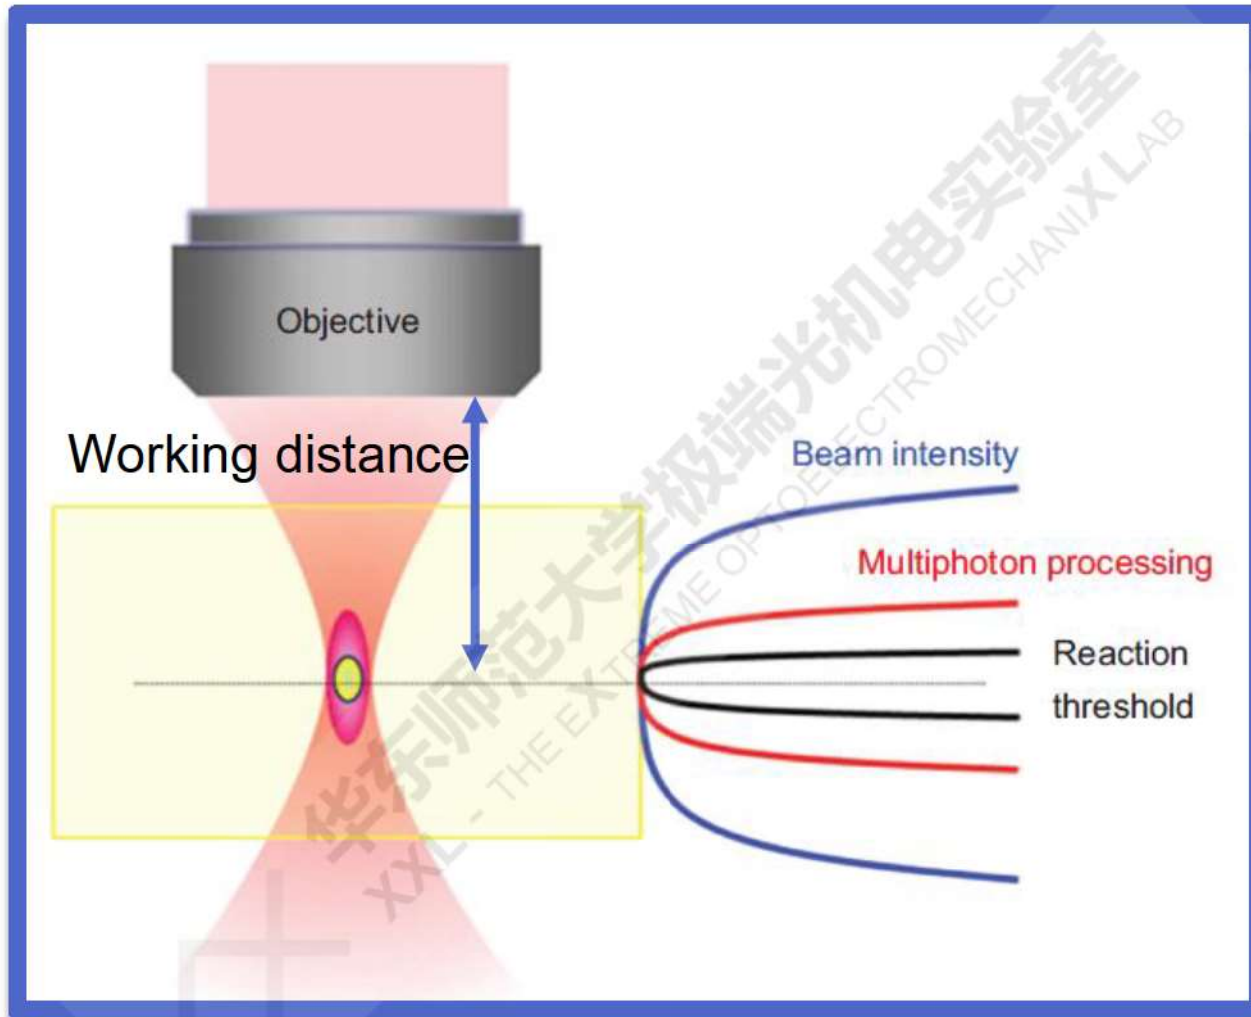 Objective
Working distance
Beam intensity
Multiphoton processing
Reaction
threshold
华东师范大学极端光机电实验室
XXL - THE EXTREME OPTOELECTROMECHANIX LAB